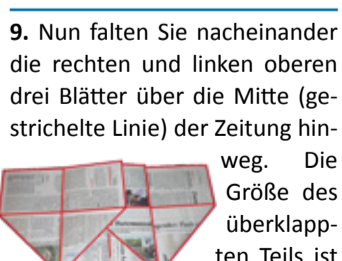 9. Nun falten Sie nacheinander
die rechten und linken oberen
drei Blätter über die Mitte (ge-
strichelte Linie) der Zeitung hin-
weg. Die
Größe des
überklapp-
ten Teils ist